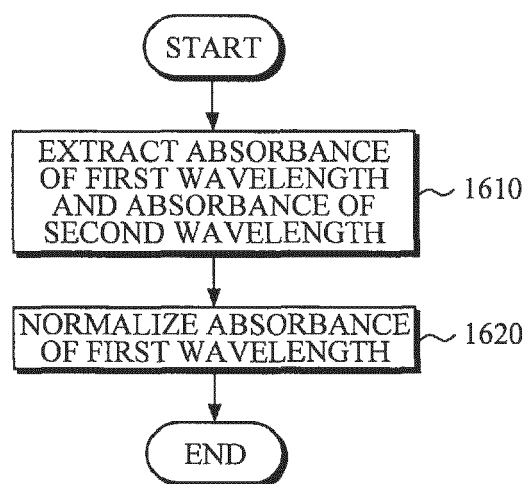 START
EXTRACT ABSORBANCE
OF FIRST WAVELENGTH
AND ABSORBANCE OF
SECOND WAVELENGTH
1610
NORMALIZE ABSORBANCE
OF FIRST WAVELENGTH
1620
END